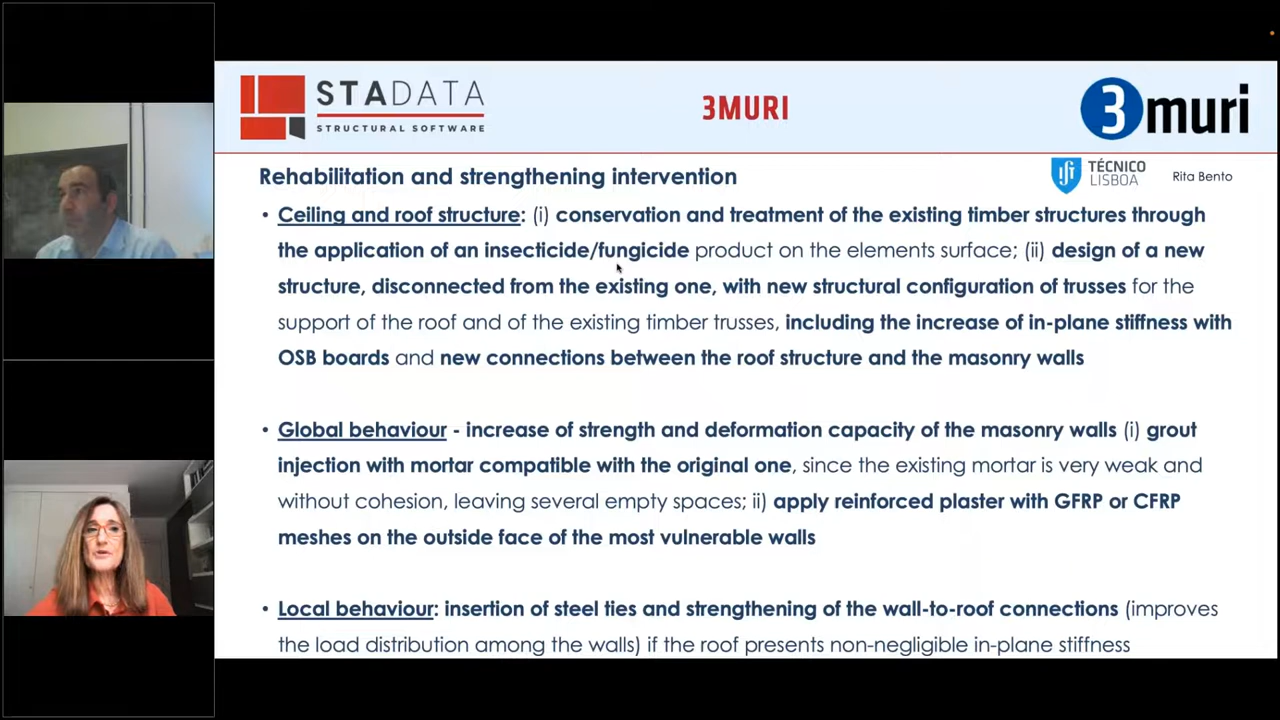 STADATA
STRUCTURAL SOFTWARE
3MURI
3muri
Rehabilitation and strengthening intervention
TÉCNICO
LISBOA
Rita Bento
• Ceiling and roof structure: (i) conservation and treatment of the existing timber structures through
the application of an insecticide/fungicide product on the elements surface; (ii) design of a new
structure, disconnected from the existing one, with new structural configuration of trusses for the
support of the roof and of the existing timber trusses, including the increase of in-plane stiffness with
OSB boards and new connections between the roof structure and the masonry walls
• Global behaviour - increase of strength and deformation capacity of the masonry walls (i) grout
injection with mortar compatible with the original one, since the existing mortar is very weak and
without cohesion, leaving several empty spaces; ii) apply reinforced plaster with GFRP or CFRP
meshes on the outside face of the most vulnerable walls
• Local behaviour: insertion of steel ties and strengthening of the wall-to-roof connections (improves
the load distribution among the walls) if the roof presents non-negligible in-plane stiffness